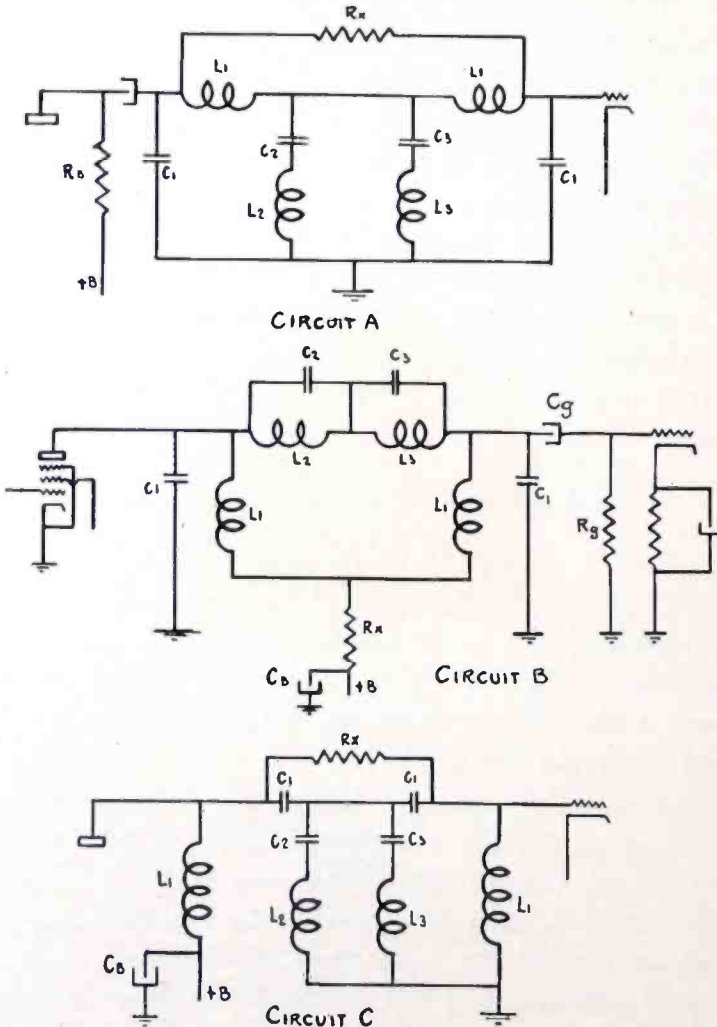 Rx
L1 L1
C1 C2 C3 C1
RB L2 L3
+B
CIRCUIT A
C2 C3
Cg
L2 L3
C1 L1 L1 C1 Rg
Rx
CB +B CIRCUIT B
Rx
C1 C1
C2 C3
L1 L2 L3 L1
CB +B
CIRCUIT C